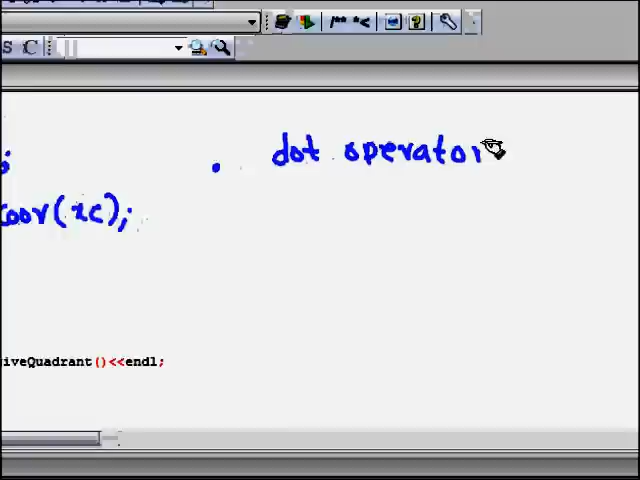 S C
/** *<
. dot operator
coor(xc);
iveQuadrant()<<endl;